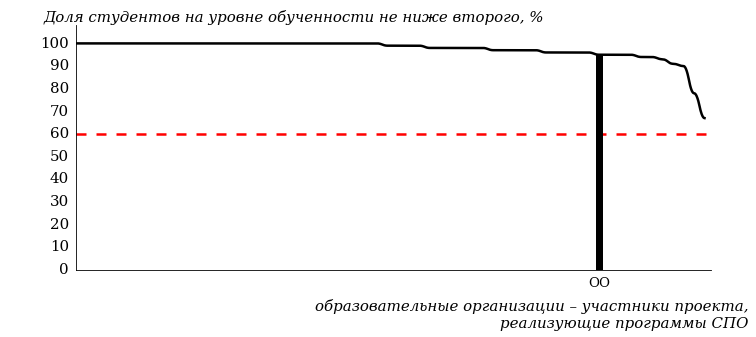 Доля студентов на уровне обученности не ниже второго, %
100
90
80
70
60
50
40
30
20
10
0
ОО
образовательные организации – участники проекта,
реализующие программы СПО